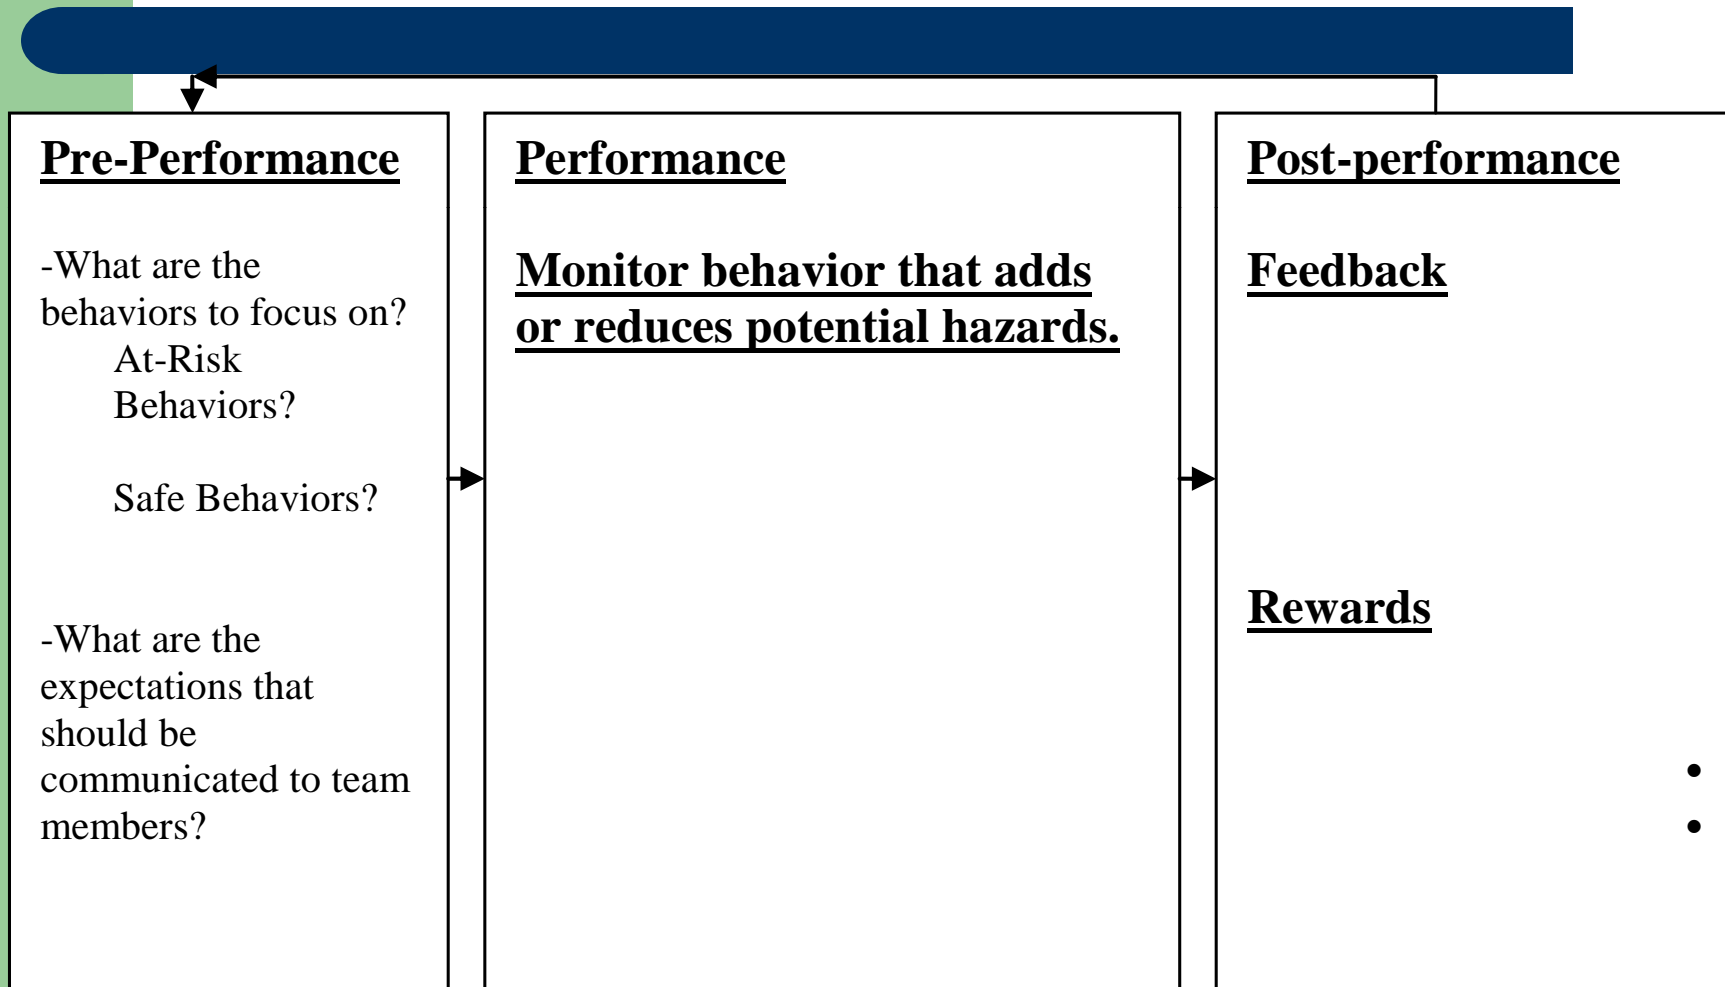 Pre-Performance
-What are the
behaviors to focus on?
At-Risk
Behaviors?
Safe Behaviors?
-What are the
expectations that
should be
communicated to team
members?
Performance
Monitor behavior that adds
or reduces potential hazards.
Post-performance
Feedback
Rewards
•
•